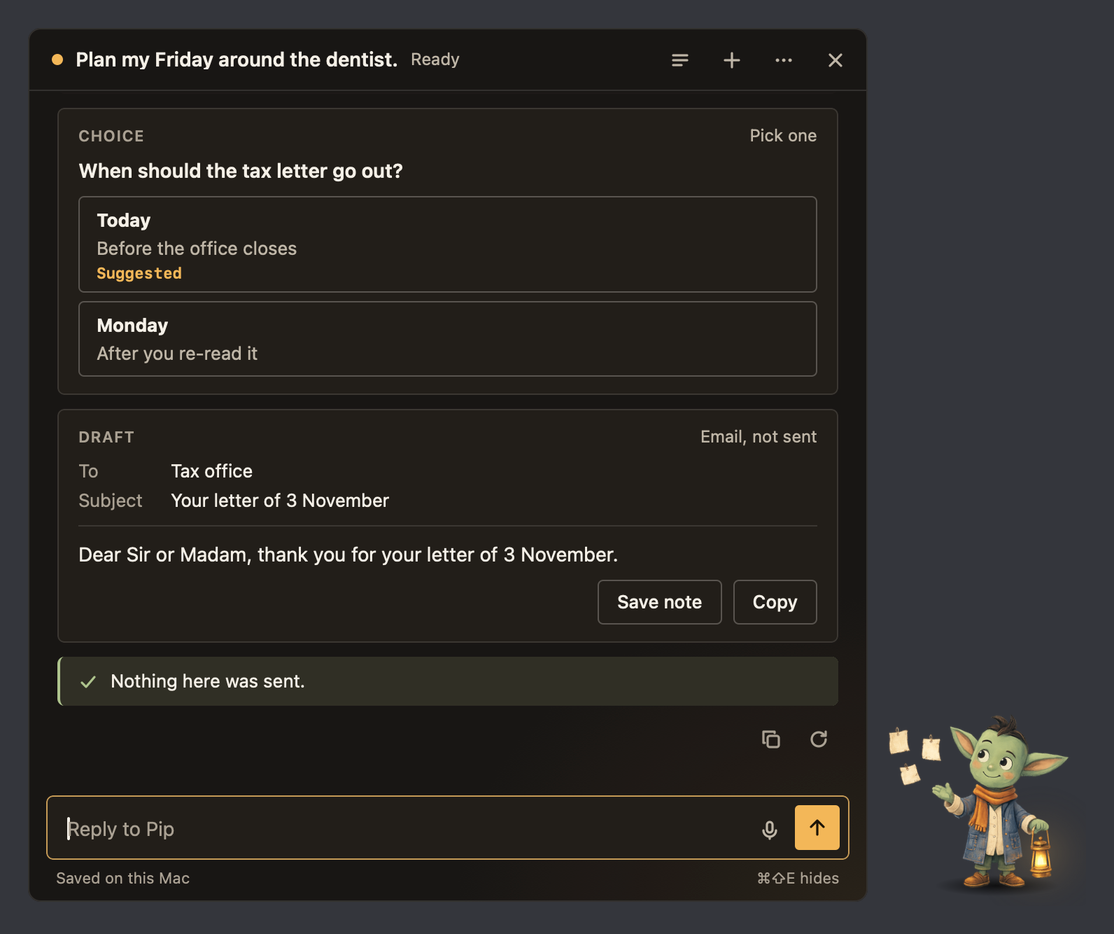 Plan my Friday around the dentist. Ready
CHOICE Pick one
When should the tax letter go out?
Today
Before the office closes
Suggested
Monday
After you re-read it
DRAFT Email, not sent
To Tax office
Subject Your letter of 3 November
Dear Sir or Madam, thank you for your letter of 3 November.
Save note Copy
Nothing here was sent.
Reply to Pip
Saved on this Mac ⌘⇧E hides